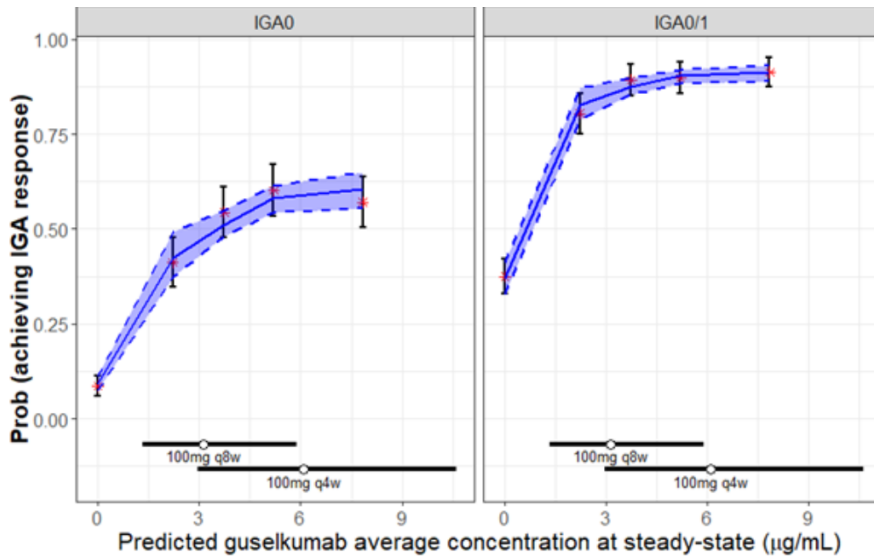 IGA0
IGA0/1
Prob (achieving IGA response)
1.00
0.75
0.50
0.25
0.00
100mg q8w
100mg q4w
100mg q8w
100mg q4w
0 3 6 9
0 3 6 9
Predicted guselkumab average concentration at steady-state (μg/mL)